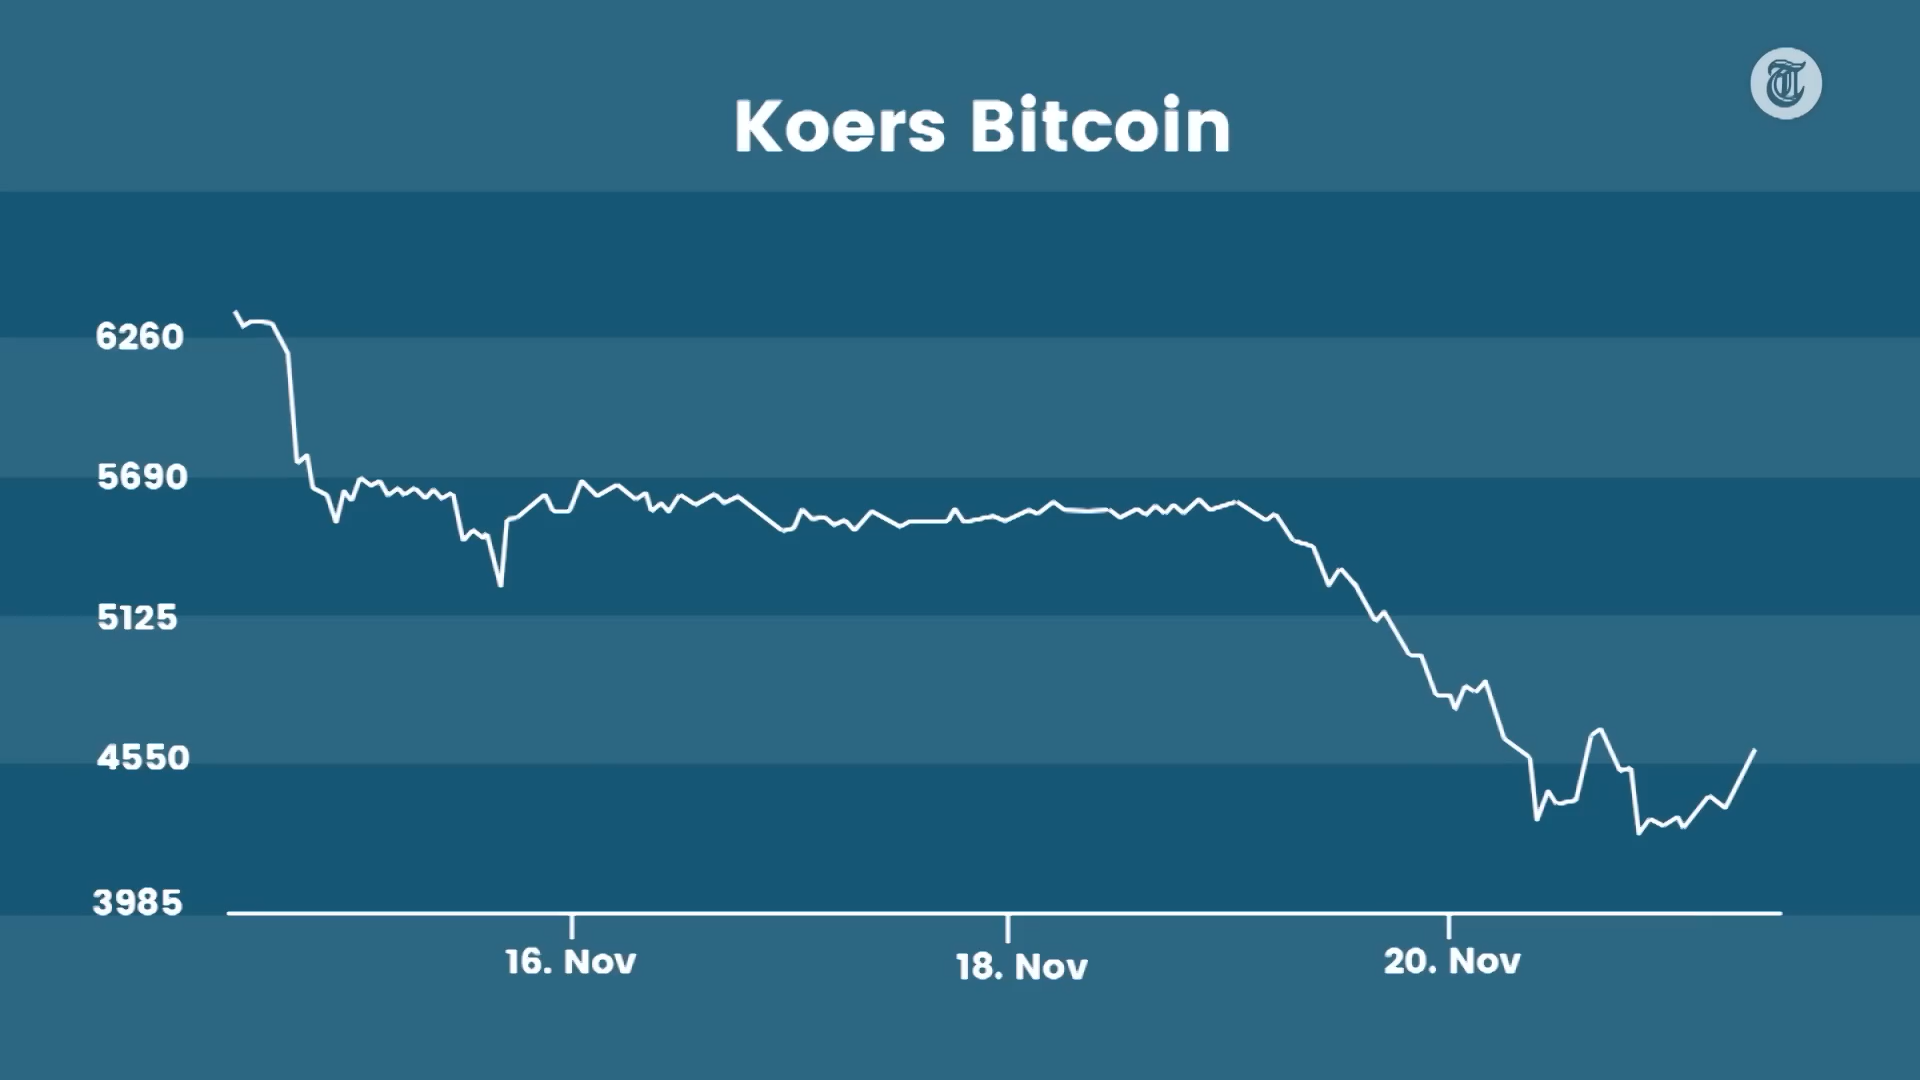 Koers Bitcoin
T
6260
5690
5125
4550
3985
16. Nov
18. Nov
20. Nov